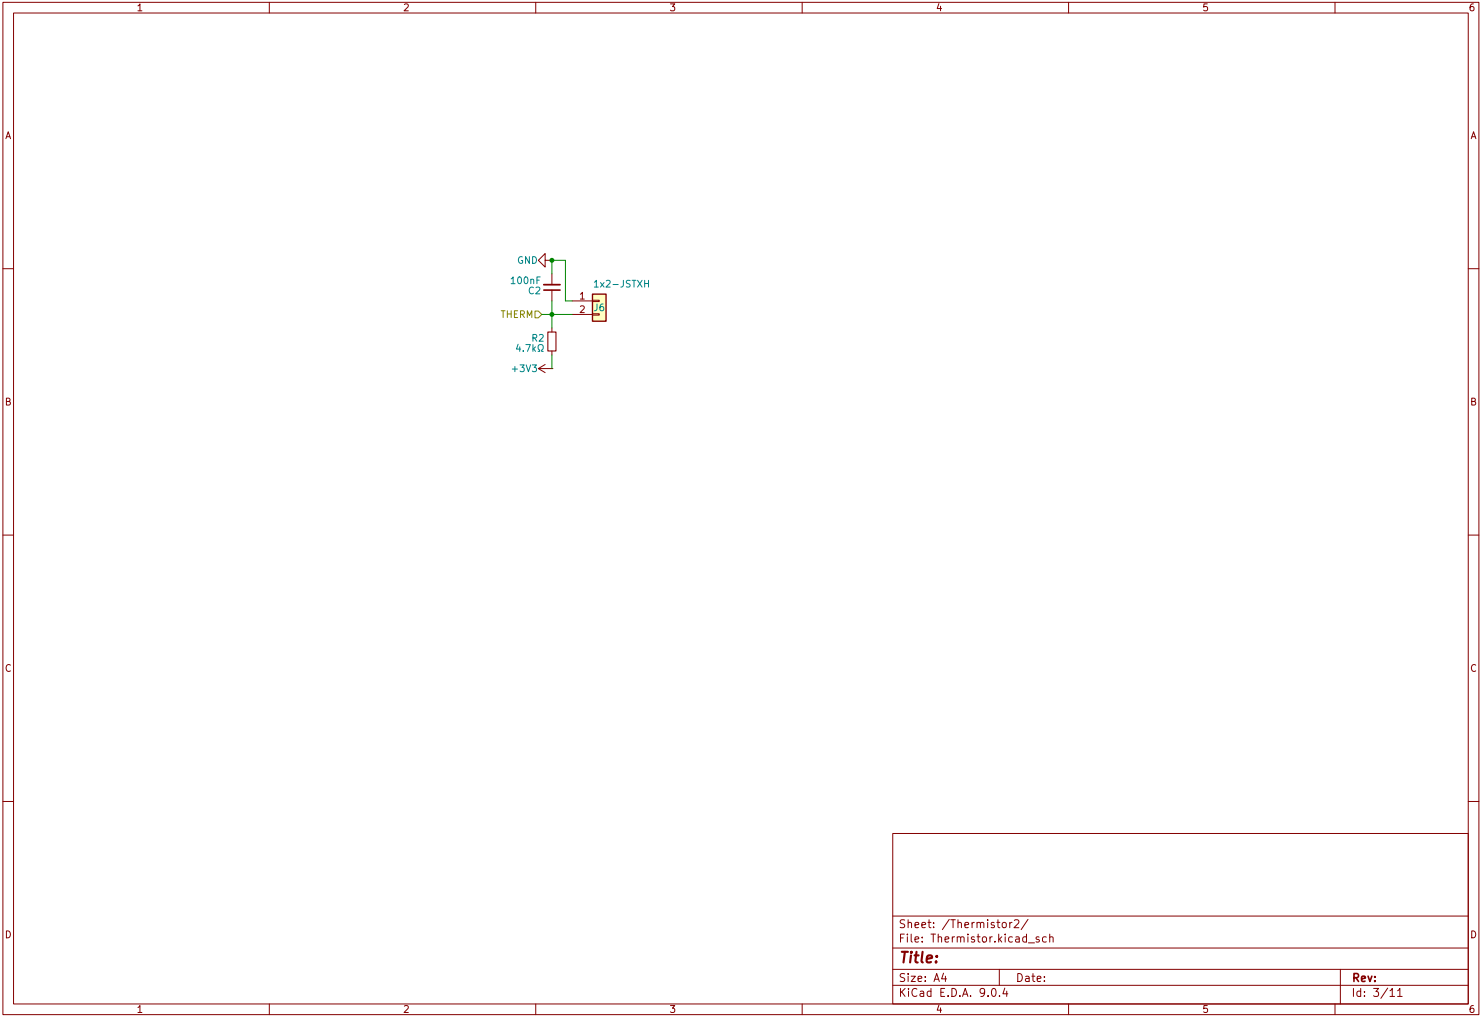 1 2 3 4 5 6
A A
GND
100nF
C2
1x2-JSTXH
1
J6
2
THERM
R2
4.7kΩ
+3V3
B B
C C
D D
Sheet: /Thermistor2/
File: Thermistor.kicad_sch
Title:
Size: A4 Date: Rev:
KiCad E.D.A. 9.0.4 Id: 3/11
1 2 3 4 5 6